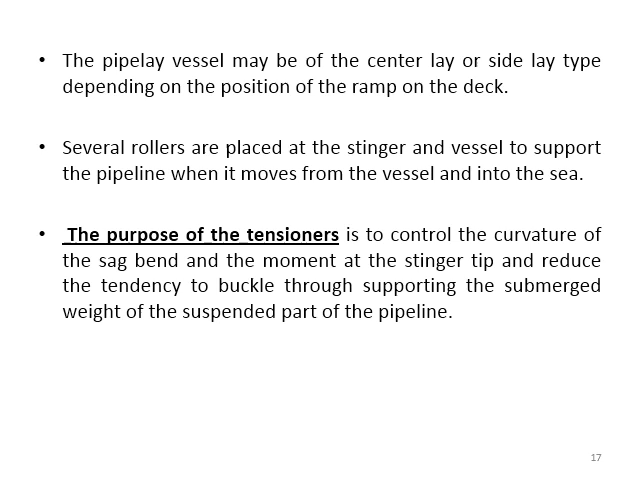 • The pipelay vessel may be of the center lay or side lay type
depending on the position of the ramp on the deck.
• Several rollers are placed at the stinger and vessel to support
the pipeline when it moves from the vessel and into the sea.
• The purpose of the tensioners is to control the curvature of
the sag bend and the moment at the stinger tip and reduce
the tendency to buckle through supporting the submerged
weight of the suspended part of the pipeline.
17